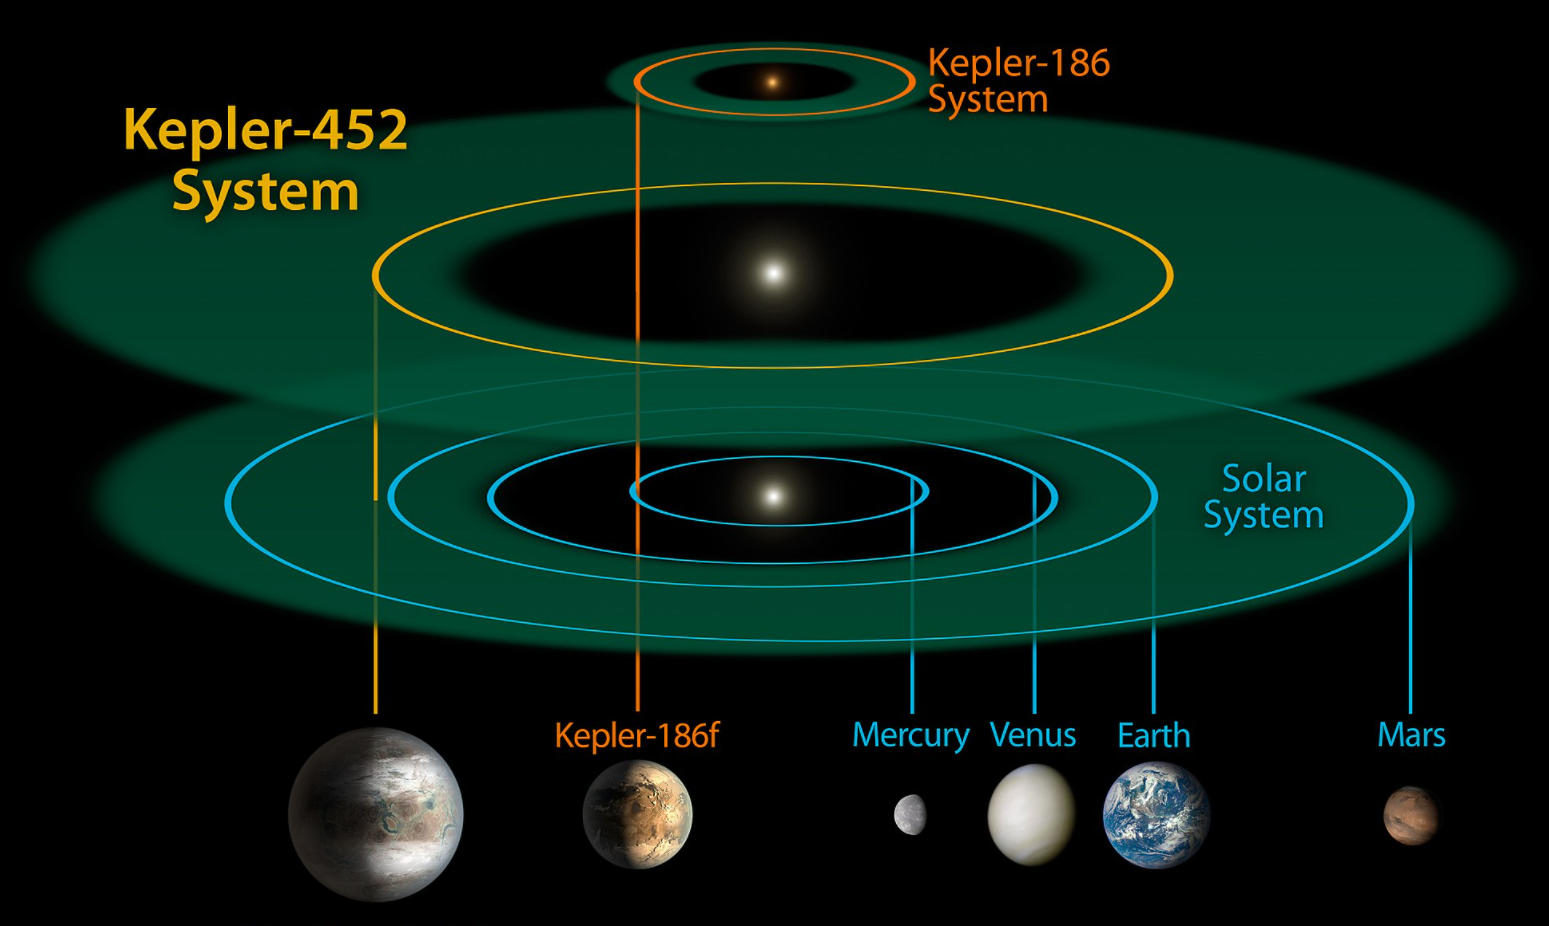 Kepler-186
System
Kepler-452
System
Solar
System
Kepler-186f
Mercury
Venus
Earth
Mars